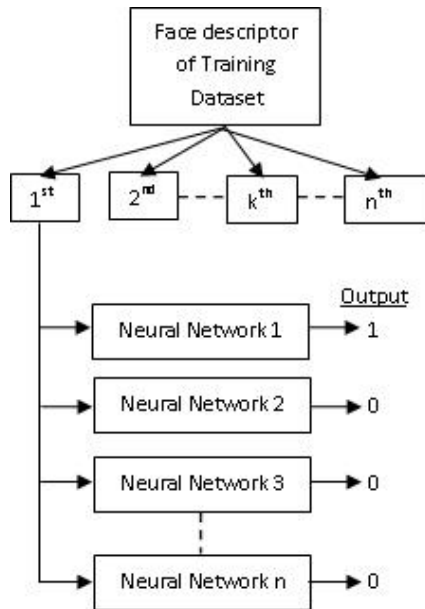 Face descriptor
of Training
Dataset
1st 2nd kth nth
Output
Neural Network 1 1
Neural Network 2 0
Neural Network 3 0
Neural Network n 0